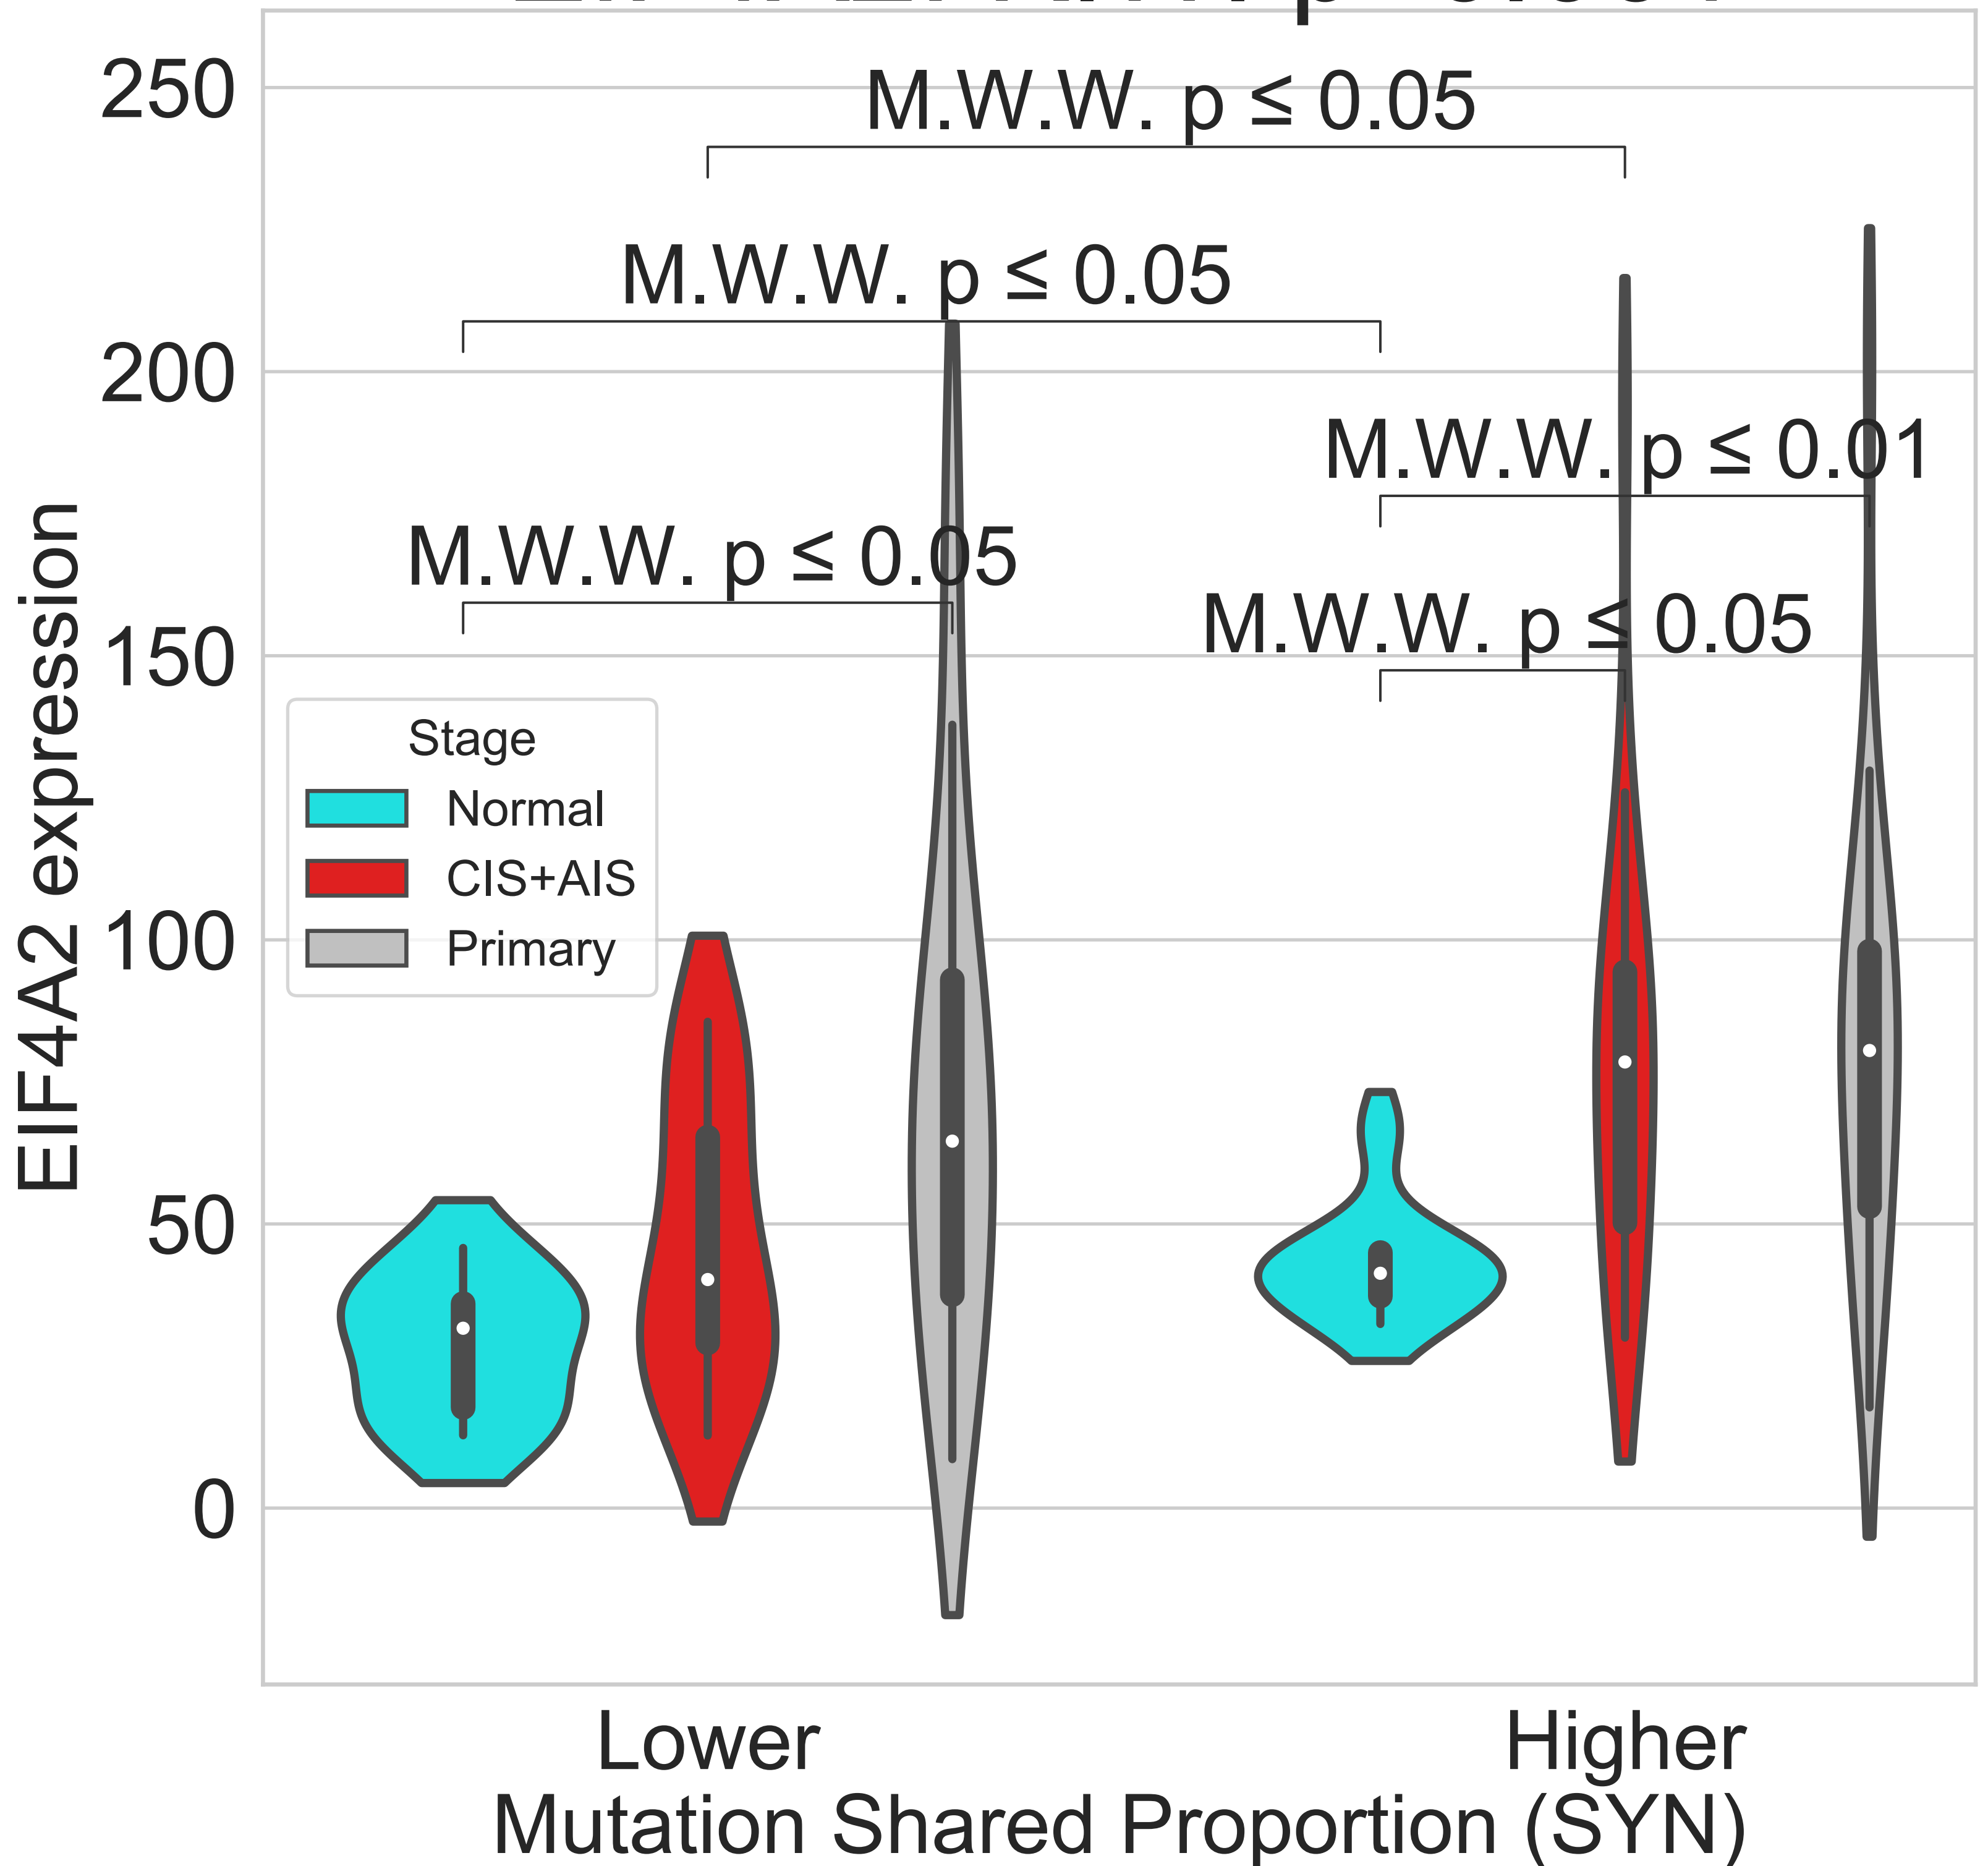 250
M.W.W. p ≤ 0.05
M.W.W. p ≤ 0.05
200
M.W.W. p ≤ 0.01
M.W.W. p ≤ 0.05
M.W.W. p ≤ 0.05
150
EIF4A2 expression
Stage
Normal
CIS+AIS
Primary
100
50
0
Lower
Higher
Mutation Shared Proportion (SYN)